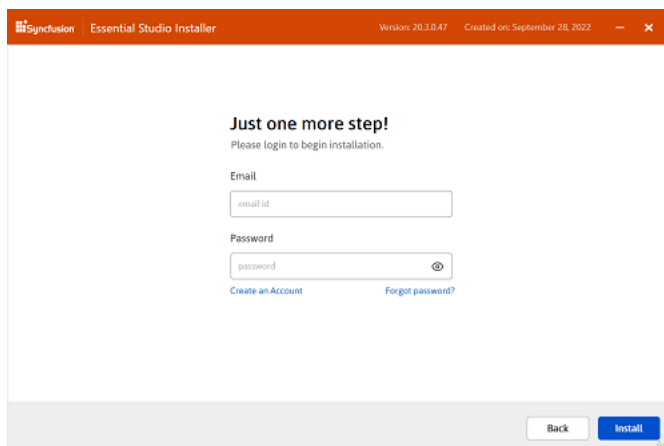 Syncfusion Essential Studio Installer Version: 20.3.0.47 Created on: September 28, 2022
Just one more step!
Please login to begin installation.
Email
email id
Password
password
Create an Account Forgot password?
Back Install